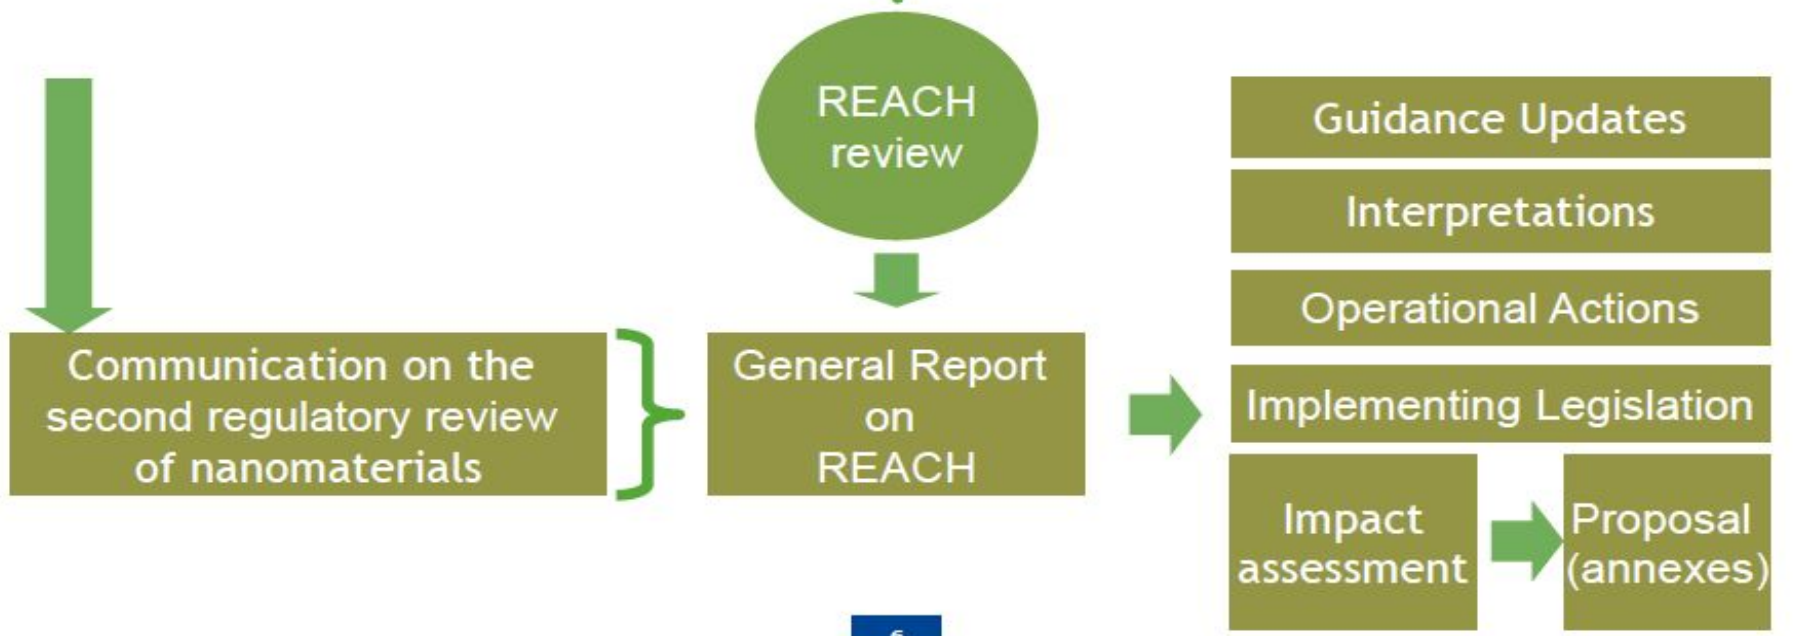 REACH
review
Communication on the
second regulatory review
of nanomaterials
General Report
on
REACH
Guidance Updates
Interpretations
Operational Actions
Implementing Legislation
Impact
assessment
Proposal
(annexes)